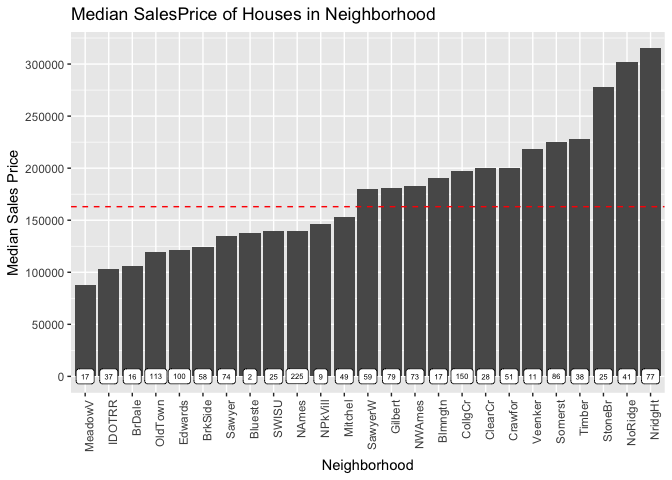 Median SalesPrice of Houses in Neighborhood
Median Sales Price
300000
250000
200000
150000
100000
50000
0
17 37 16 113 100 58 74 2 25 225 9 49 59 79 73 17 150 28 51 11 86 38 25 41 77
MeadowV IDOTRR BrDale OldTown Edwards BrkSide Sawyer Blueste SWISU NAmes NPkVill Mitchel SawyerW Gilbert NWAmes Blmngtn CollgCr ClearCr Crawfor Veenker Somerst Timber StoneBr NoRidge NridgHt
Neighborhood